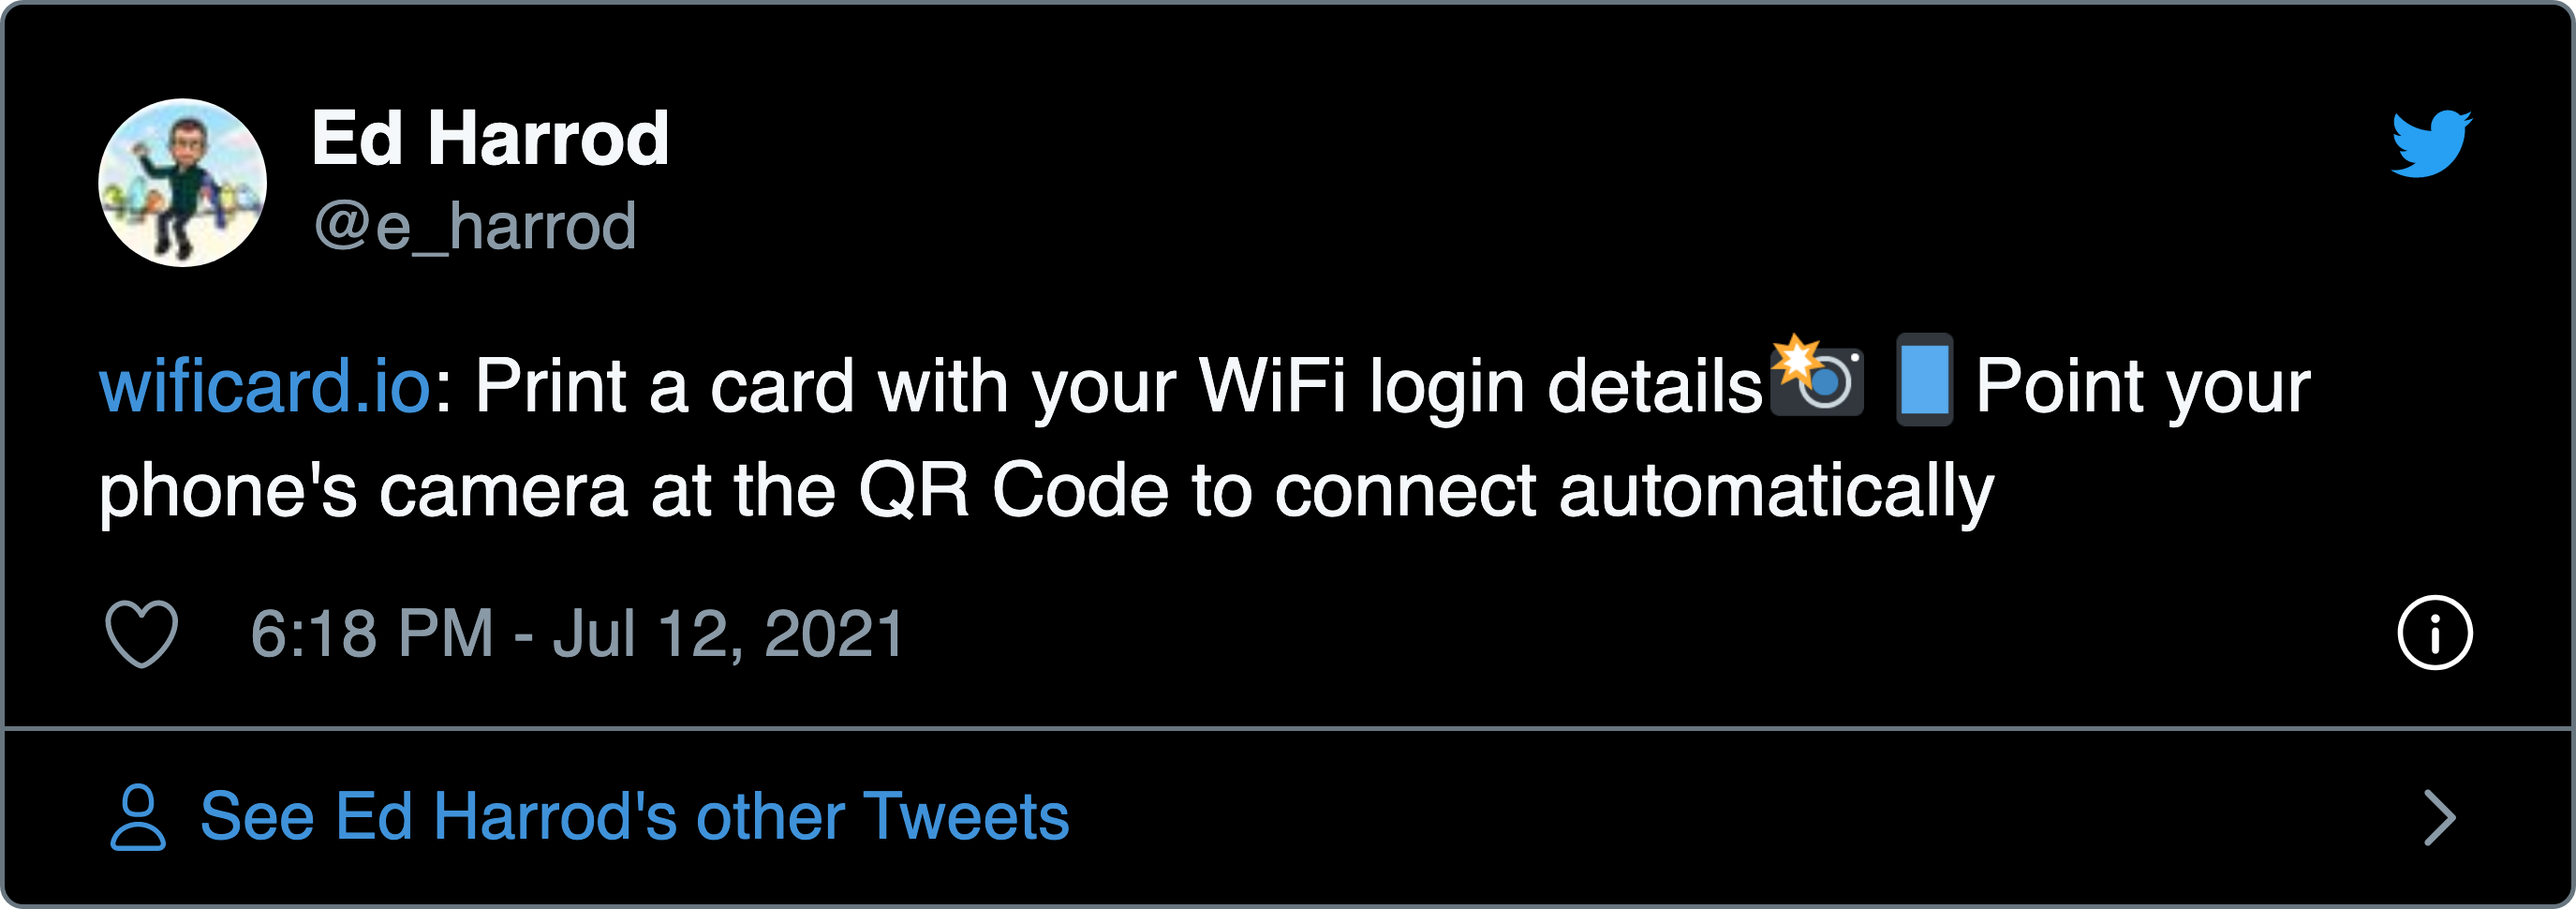 Ed Harrod
@e_harrod
wificard.io: Print a card with your WiFi login details📸 📱 Point your
phone's camera at the QR Code to connect automatically
6:18 PM - Jul 12, 2021
See Ed Harrod's other Tweets